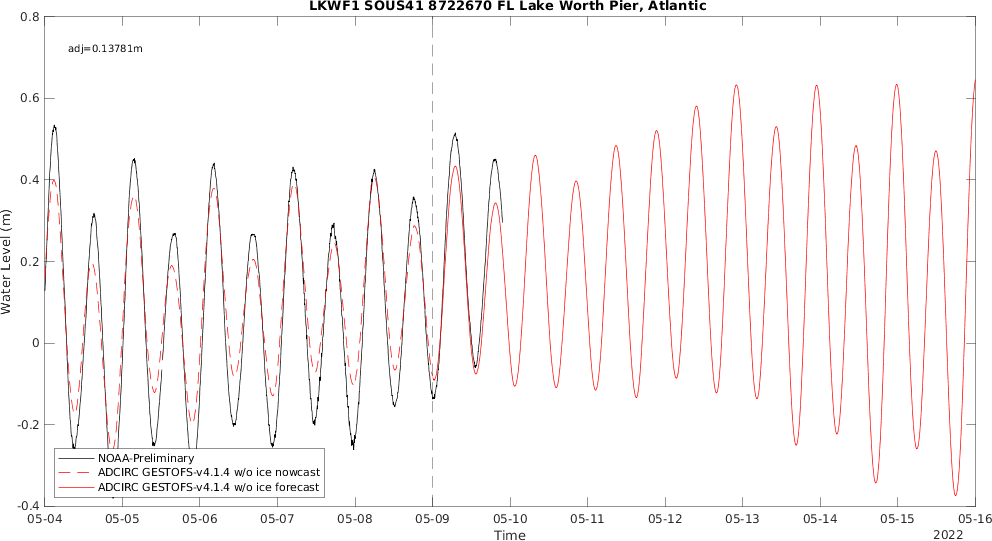 LKWF1 SOUS41 8722670 FL Lake Worth Pier, Atlantic
adj=0.13781m
Water Level (m)
0.8
0.6
0.4
0.2
0
-0.2
-0.4
NOAA-Preliminary
ADCIRC GESTOFS-v4.1.4 w/o ice nowcast
ADCIRC GESTOFS-v4.1.4 w/o ice forecast
05-04 05-05 05-06 05-07 05-08 05-09 05-10 05-11 05-12 05-13 05-14 05-15 05-16
Time
2022